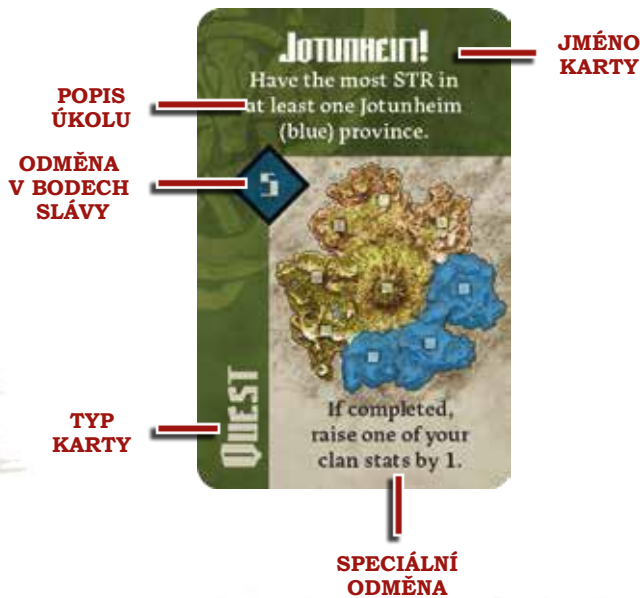 JOTUNHEIM!
JMÉNO
KARTY
Have the most STR in
at least one Jotunheim
(blue) province.
POPIS
ÚKOLU
ODMĚNA
V BODECH
SLÁVY
5
TYP
KARTY
QUEST
If completed,
raise one of your
clan stats by 1.
SPECIÁLNÍ
ODMĚNA